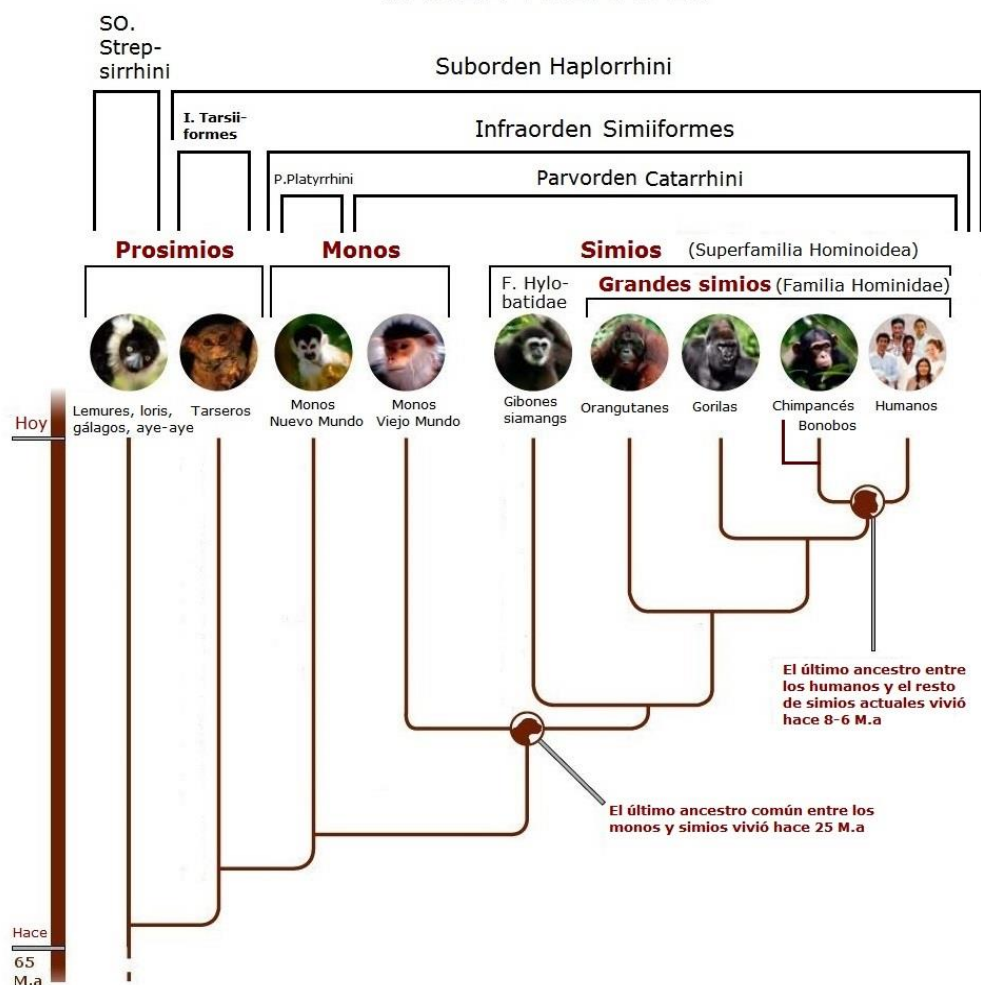 SO.
Strep-
sirrhini
Suborden Haplorrhini
I. Tarsii-
formes
Infraorden Simiiformes
P.Platyrrhini
Parvorden Catarrhini
Prosimios
Monos
Simios (Superfamilia Hominoidea)
F. Hylo-
batidae
Grandes simios (Familia Hominidae)
Lemures, loris,
gálagos, aye-aye
Tarseros
Monos
Nuevo Mundo
Monos
Viejo Mundo
Gibones
siamangs
Orangutanes
Gorilas
Chimpancés
Bonobos
Humanos
Hoy
El último ancestro entre
los humanos y el resto
de simios actuales vivió
hace 8-6 M.a
El último ancestro común entre los
monos y simios vivió hace 25 M.a
Hace
65
M.a